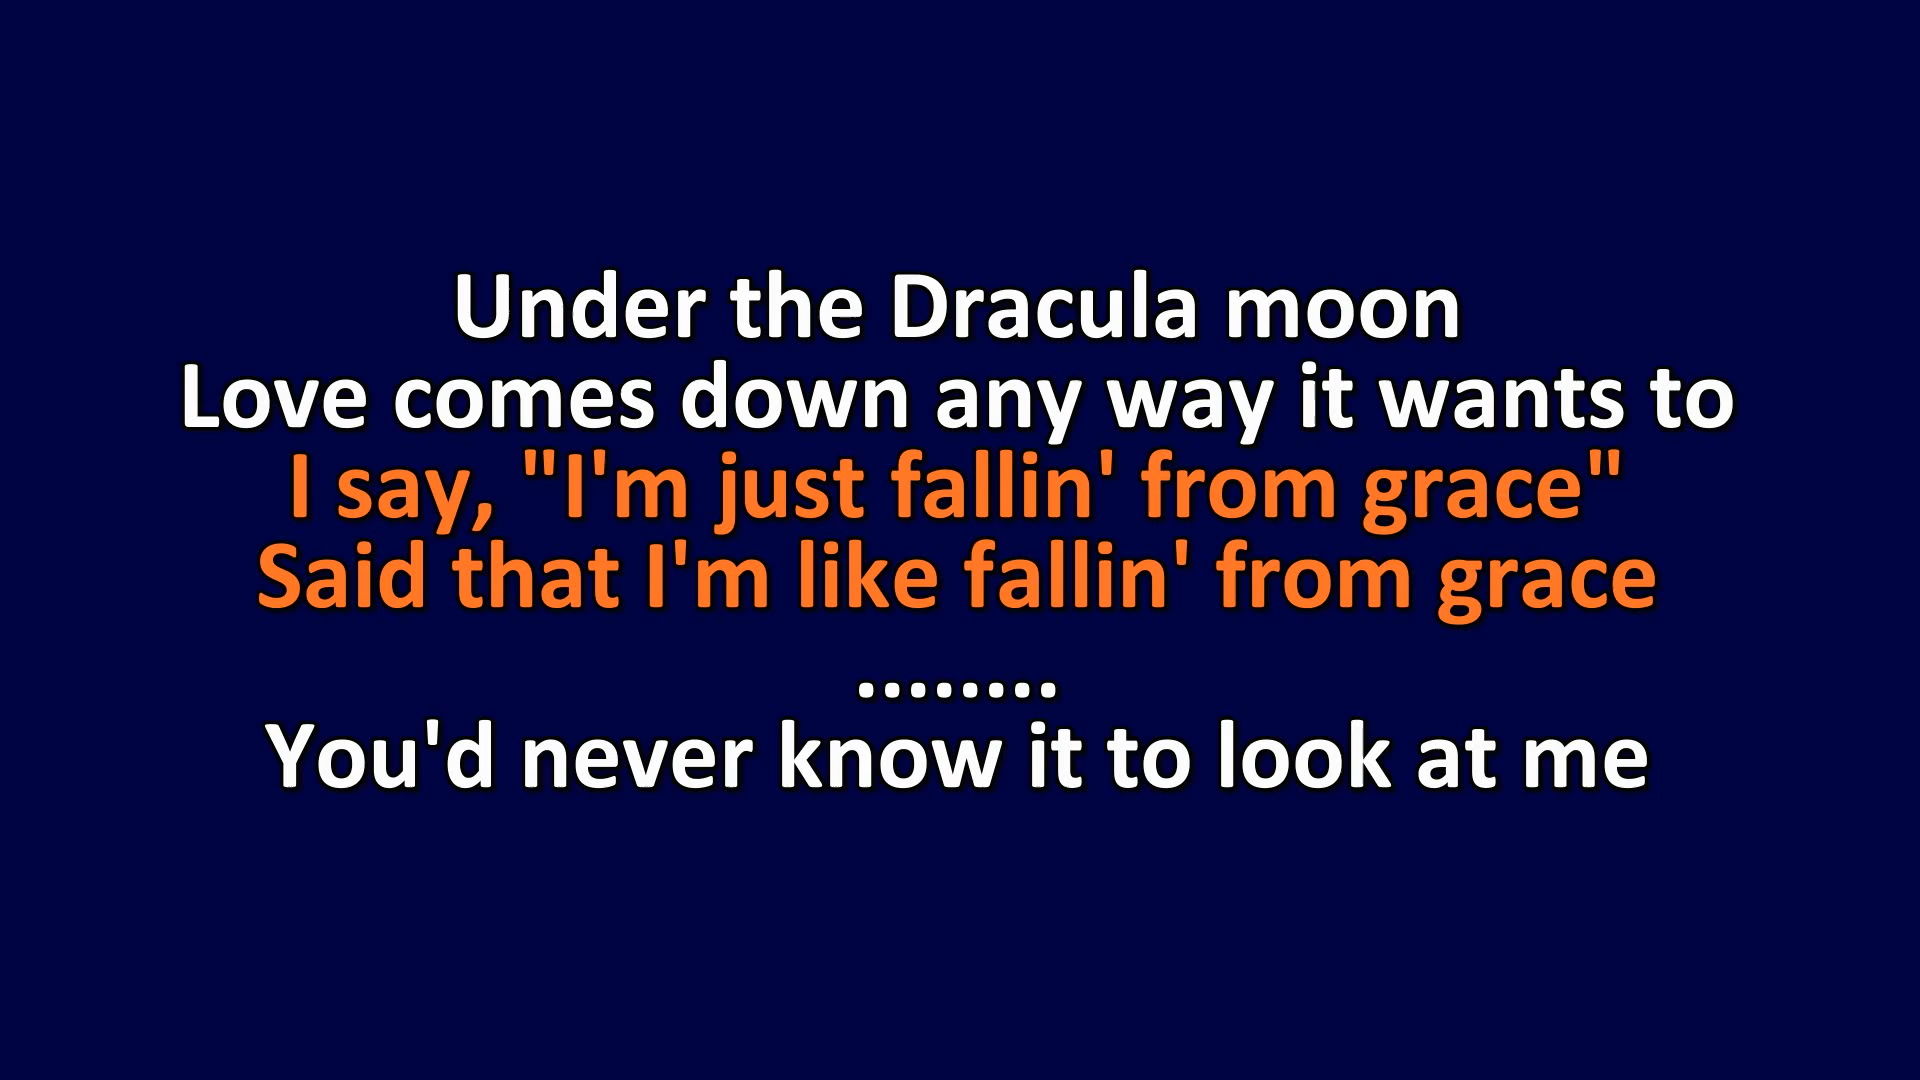 Under the Dracula moon
Love comes down any way it wants to
I say, "I'm just fallin' from grace"
Said that I'm like fallin' from grace
........
You'd never know it to look at me